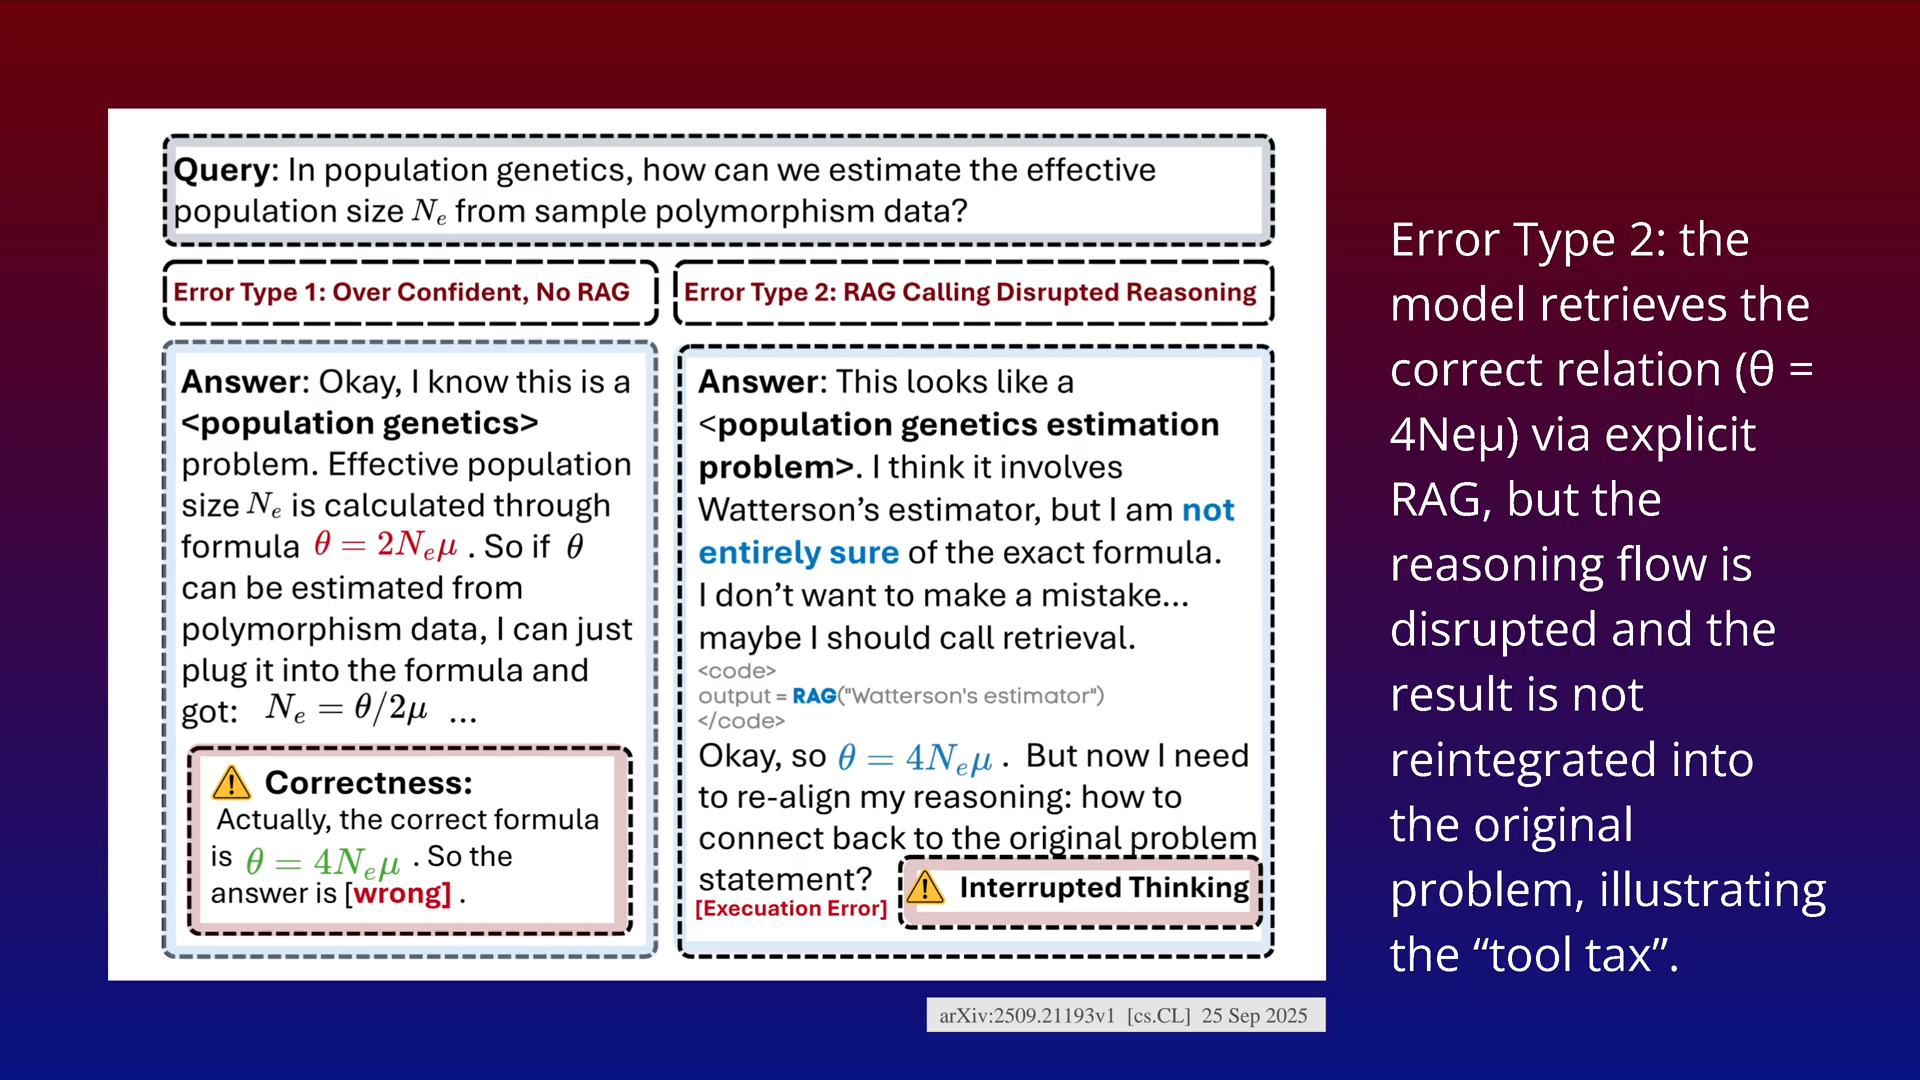 Query: In population genetics, how can we estimate the effective
population size Nₑ from sample polymorphism data?
Error Type 1: Over Confident, No RAG
Error Type 2: RAG Calling Disrupted Reasoning
Answer: Okay, I know this is a
<population genetics>
problem. Effective population
size Nₑ is calculated through
formula θ = 2Nₑμ . So if θ
can be estimated from
polymorphism data, I can just
plug it into the formula and
got: Nₑ = θ/2μ ...
⚠ Correctness:
Actually, the correct formula
is θ = 4Nₑμ . So the
answer is [wrong] .
Answer: This looks like a
<population genetics estimation
problem>. I think it involves
Watterson’s estimator, but I am not
entirely sure of the exact formula.
I don’t want to make a mistake...
maybe I should call retrieval.
<code>
output = RAG("Watterson's estimator")
</code>
Okay, so θ = 4Nₑμ . But now I need
to re-align my reasoning: how to
connect back to the original problem
statement?
[Execuation Error]
⚠ Interrupted Thinking
Error Type 2: the
model retrieves the
correct relation (θ =
4Neμ) via explicit
RAG, but the
reasoning flow is
disrupted and the
result is not
reintegrated into
the original
problem, illustrating
the “tool tax”.
arXiv:2509.21193v1 [cs.CL] 25 Sep 2025